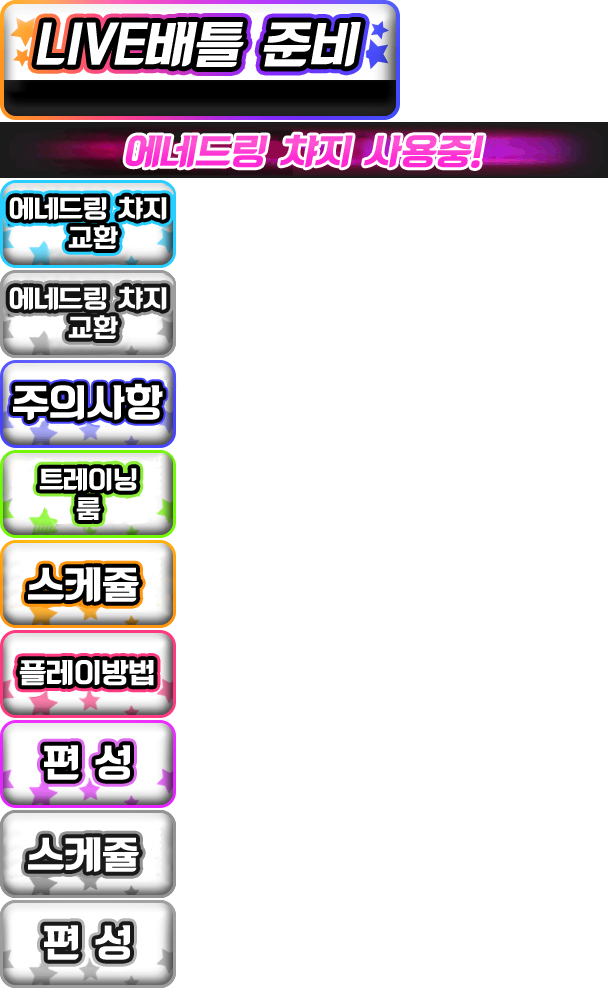 LIVE배틀 준비
에네드링 챠지 사용중!
에네드링 챠지
교환
에네드링 챠지
교환
주의사항
트레이닝
룸
스케쥴
플레이방법
편 성
스케쥴
편 성